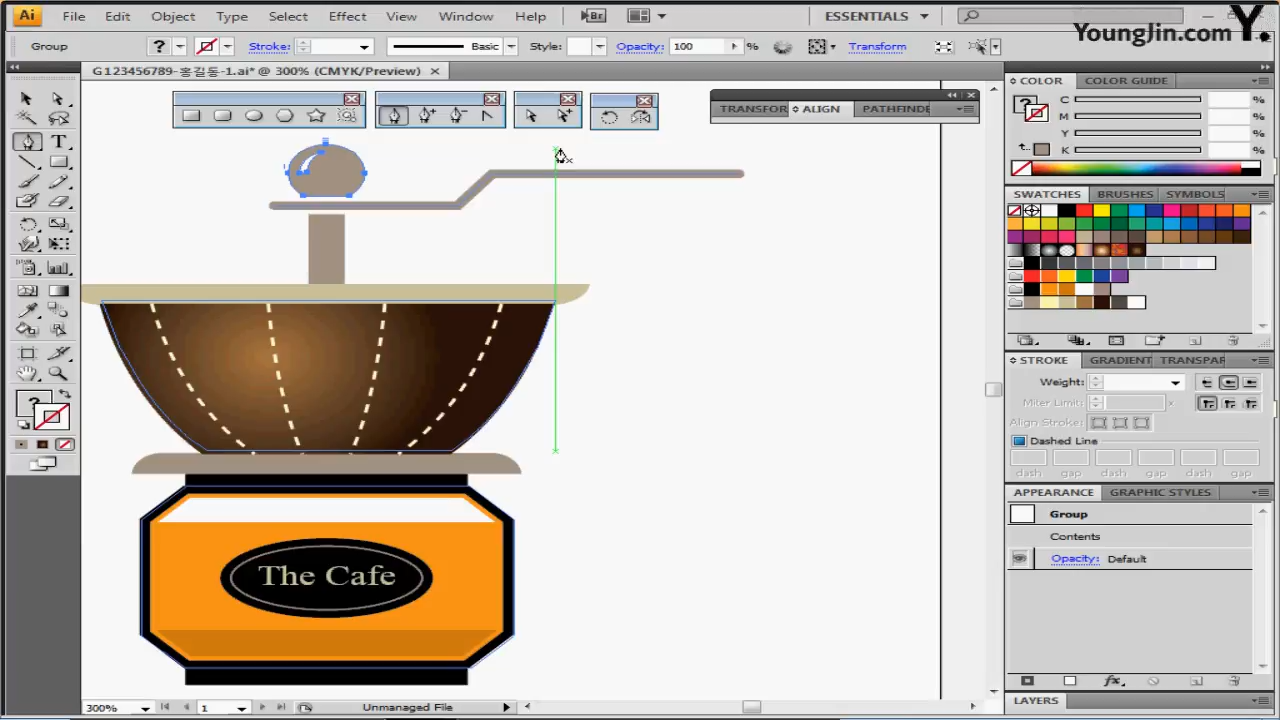 Ai File Edit Object Type Select Effect View Window Help Br ESSENTIALS
YoungJin.com Y.
Group ? Stroke: Basic Style: Opacity: 100 % Transform
G123456789-홍길동-1.ai* @ 300% (CMYK/Preview) ×
COLOR COLOR GUIDE
TRANSFOR ALIGN PATHFINDE
C %
M %
Y %
K %
SWATCHES BRUSHES SYMBOLS
STROKE GRADIENT TRANSPAR
Weight:
Miter Limit: x
Align Stroke:
Dashed Line
dash gap dash gap dash gap
APPEARANCE GRAPHIC STYLES
Group
Contents
Opacity: Default
The Cafe
LAYERS
300% 1 Unmanaged File